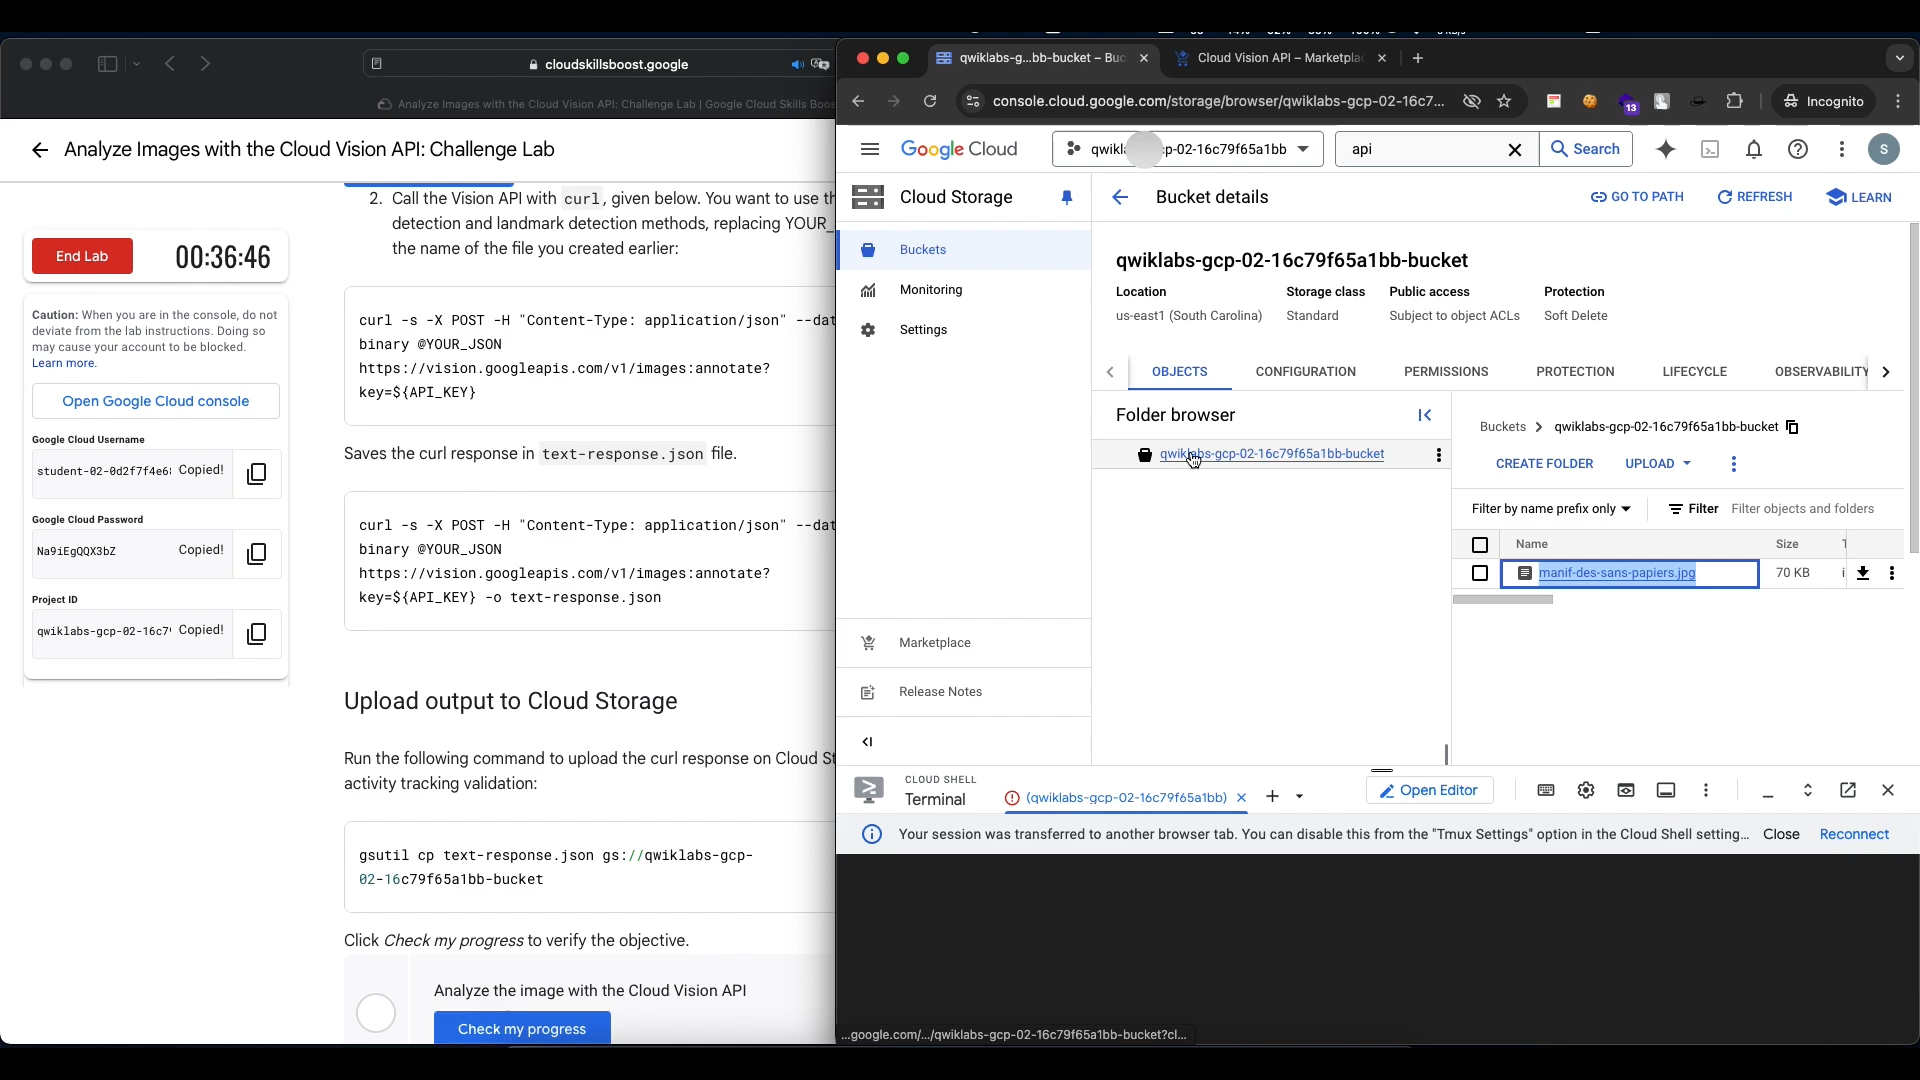 cloudskillsboost.google
Analyze Images with the Cloud Vision API: Challenge Lab | Google Cloud Skills Boos
Analyze Images with the Cloud Vision API: Challenge Lab
End Lab
00:36:46
Caution: When you are in the console, do not
deviate from the lab instructions. Doing so
may cause your account to be blocked.
Learn more.
Open Google Cloud console
Google Cloud Username
student-02-0d2f7f4e6 Copied!
Google Cloud Password
Na9iEgQQX3bZ Copied!
Project ID
qwiklabs-gcp-02-16c7 Copied!
2. Call the Vision API with curl, given below. You want to use th
detection and landmark detection methods, replacing YOUR_
the name of the file you created earlier:
curl -s -X POST -H "Content-Type: application/json" --dat
binary @YOUR_JSON
https://vision.googleapis.com/v1/images:annotate?
key=${API_KEY}
Saves the curl response in text-response.json file.
curl -s -X POST -H "Content-Type: application/json" --dat
binary @YOUR_JSON
https://vision.googleapis.com/v1/images:annotate?
key=${API_KEY} -o text-response.json
Upload output to Cloud Storage
Run the following command to upload the curl response on Cloud St
activity tracking validation:
gsutil cp text-response.json gs://qwiklabs-gcp-
02-16c79f65a1bb-bucket
Click Check my progress to verify the objective.
Analyze the image with the Cloud Vision API
Check my progress
qwiklabs-g...bb-bucket – Buc
Cloud Vision API – Marketplac
console.cloud.google.com/storage/browser/qwiklabs-gcp-02-16c7...
13
Incognito
Google Cloud
qwikl p-02-16c79f65a1bb
api
Search
S
Cloud Storage
Bucket details
GO TO PATH
REFRESH
LEARN
Buckets
Monitoring
Settings
Marketplace
Release Notes
qwiklabs-gcp-02-16c79f65a1bb-bucket
Location Storage class Public access Protection
us-east1 (South Carolina) Standard Subject to object ACLs Soft Delete
OBJECTS CONFIGURATION PERMISSIONS PROTECTION LIFECYCLE OBSERVABILITY
Folder browser
qwiklabs-gcp-02-16c79f65a1bb-bucket
Buckets qwiklabs-gcp-02-16c79f65a1bb-bucket
CREATE FOLDER UPLOAD
Filter by name prefix only Filter Filter objects and folders
Name Size
manif-des-sans-papiers.jpg 70 KB i
CLOUD SHELL
Terminal
(qwiklabs-gcp-02-16c79f65a1bb)
Open Editor
Your session was transferred to another browser tab. You can disable this from the "Tmux Settings" option in the Cloud Shell setting... Close Reconnect
...google.com/.../qwiklabs-gcp-02-16c79f65a1bb-bucket?cl...